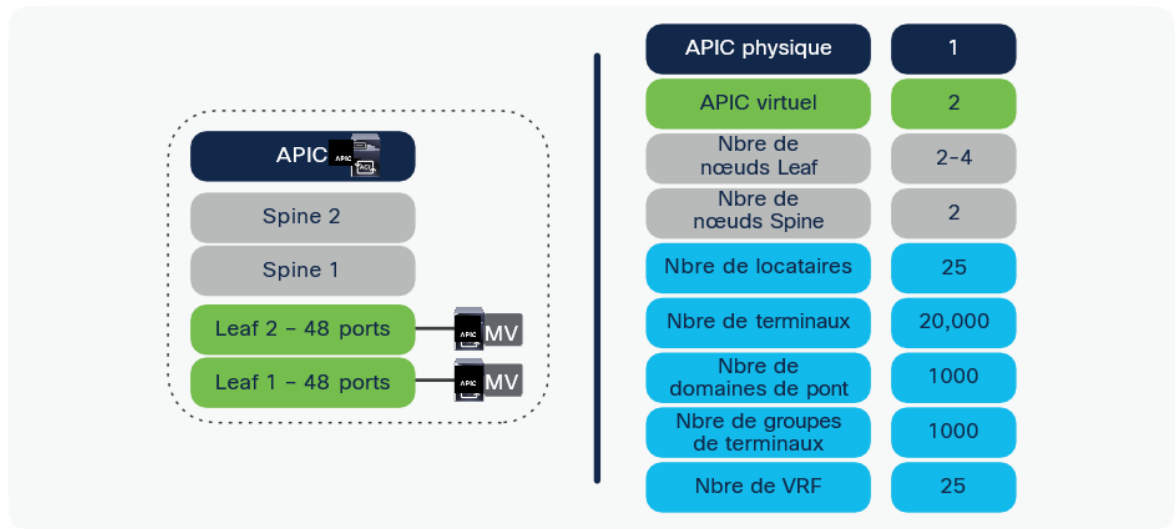 APIC
APIC
ACI
Spine 2
Spine 1
Leaf 2 – 48 ports
APIC
MV
Leaf 1 – 48 ports
APIC
MV
APIC physique 1
APIC virtuel 2
Nbre de
nœuds Leaf
2-4
Nbre de
nœuds Spine
2
Nbre de locataires 25
Nbre de terminaux 20,000
Nbre de
domaines de pont
1000
Nbre de groupes
de terminaux
1000
Nbre de VRF 25